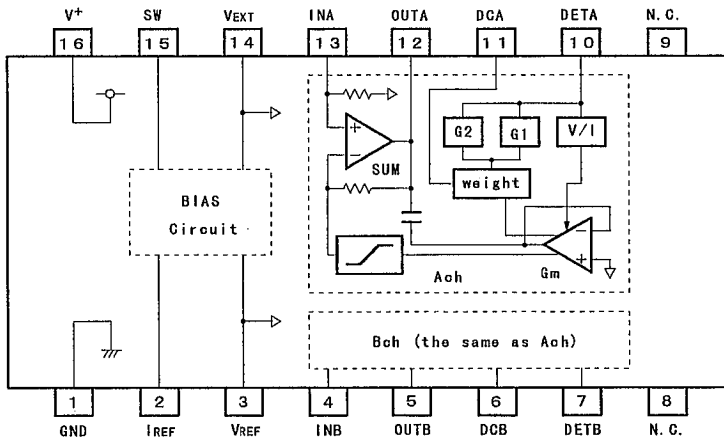 V+ SW VEXT INA OUTA DCA DETA N.C.
16 15 14 13 12 11 10 9
G2 G1 V/I
+
−
SUM
weight
BIAS
Circuit
−
+
Ach Gm
Bch (the same as Ach)
1 2 3 4 5 6 7 8
GND IREF VREF INB OUTB DCB DETB N.C.